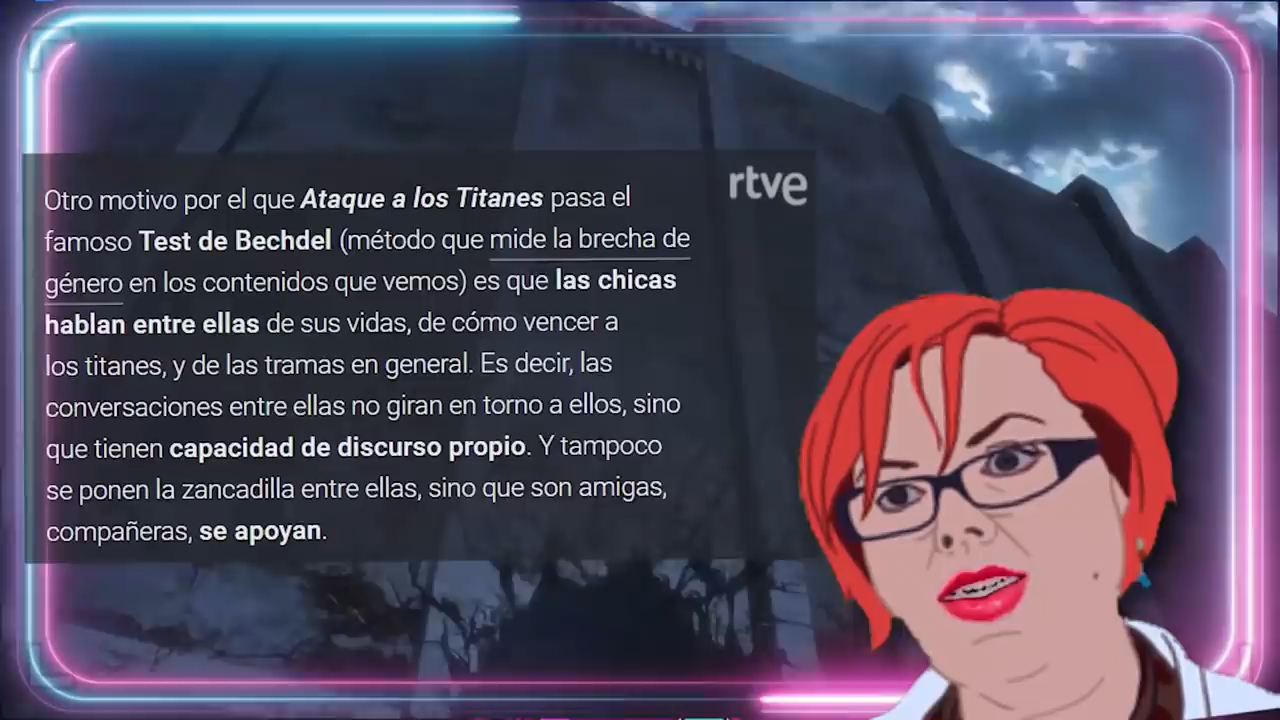 rtve
Otro motivo por el que Ataque a los Titanes pasa el
famoso Test de Bechdel (método que mide la brecha de
género en los contenidos que vemos) es que las chicas
hablan entre ellas de sus vidas, de cómo vencer a
los titanes, y de las tramas en general. Es decir, las
conversaciones entre ellas no giran en torno a ellos, sino
que tienen capacidad de discurso propio. Y tampoco
se ponen la zancadilla entre ellas, sino que son amigas,
compañeras, se apoyan.